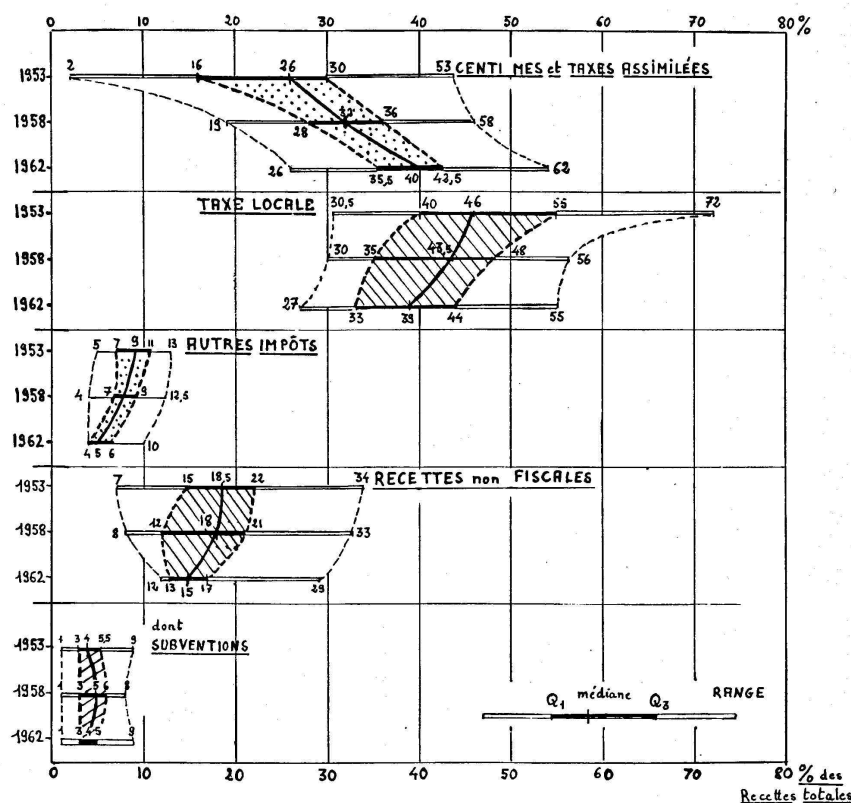 0 10 20 30 40 50 60 70 80 %
2 16 26 30 53 CENTIMES et TAXES ASSIMILÉES
1953
19 28 32 36 58
1958
26 35,5 40 42,5 62
1962
TAXE LOCALE 30,5 40 46 55 72
1953
30 35 43,5 48 56
1958
27 33 39 44 55
1962
5 7 9 11 13 AUTRES IMPÔTS
1953
4 7 9 12,5
1958
4 5 6 10
1962
7 15 18,5 22 34 RECETTES non FISCALES
1953
8 12 18 21 33
1958
12 13 15 17 29
1962
dont
SUBVENTIONS
1 3 4 5,5 9
1953
1 3 5 6 8
1958
1 3 4 5 9
1962
Q1 médiane Q3 RANGE
0 10 20 30 40 50 60 70 80
% des
Recettes totales